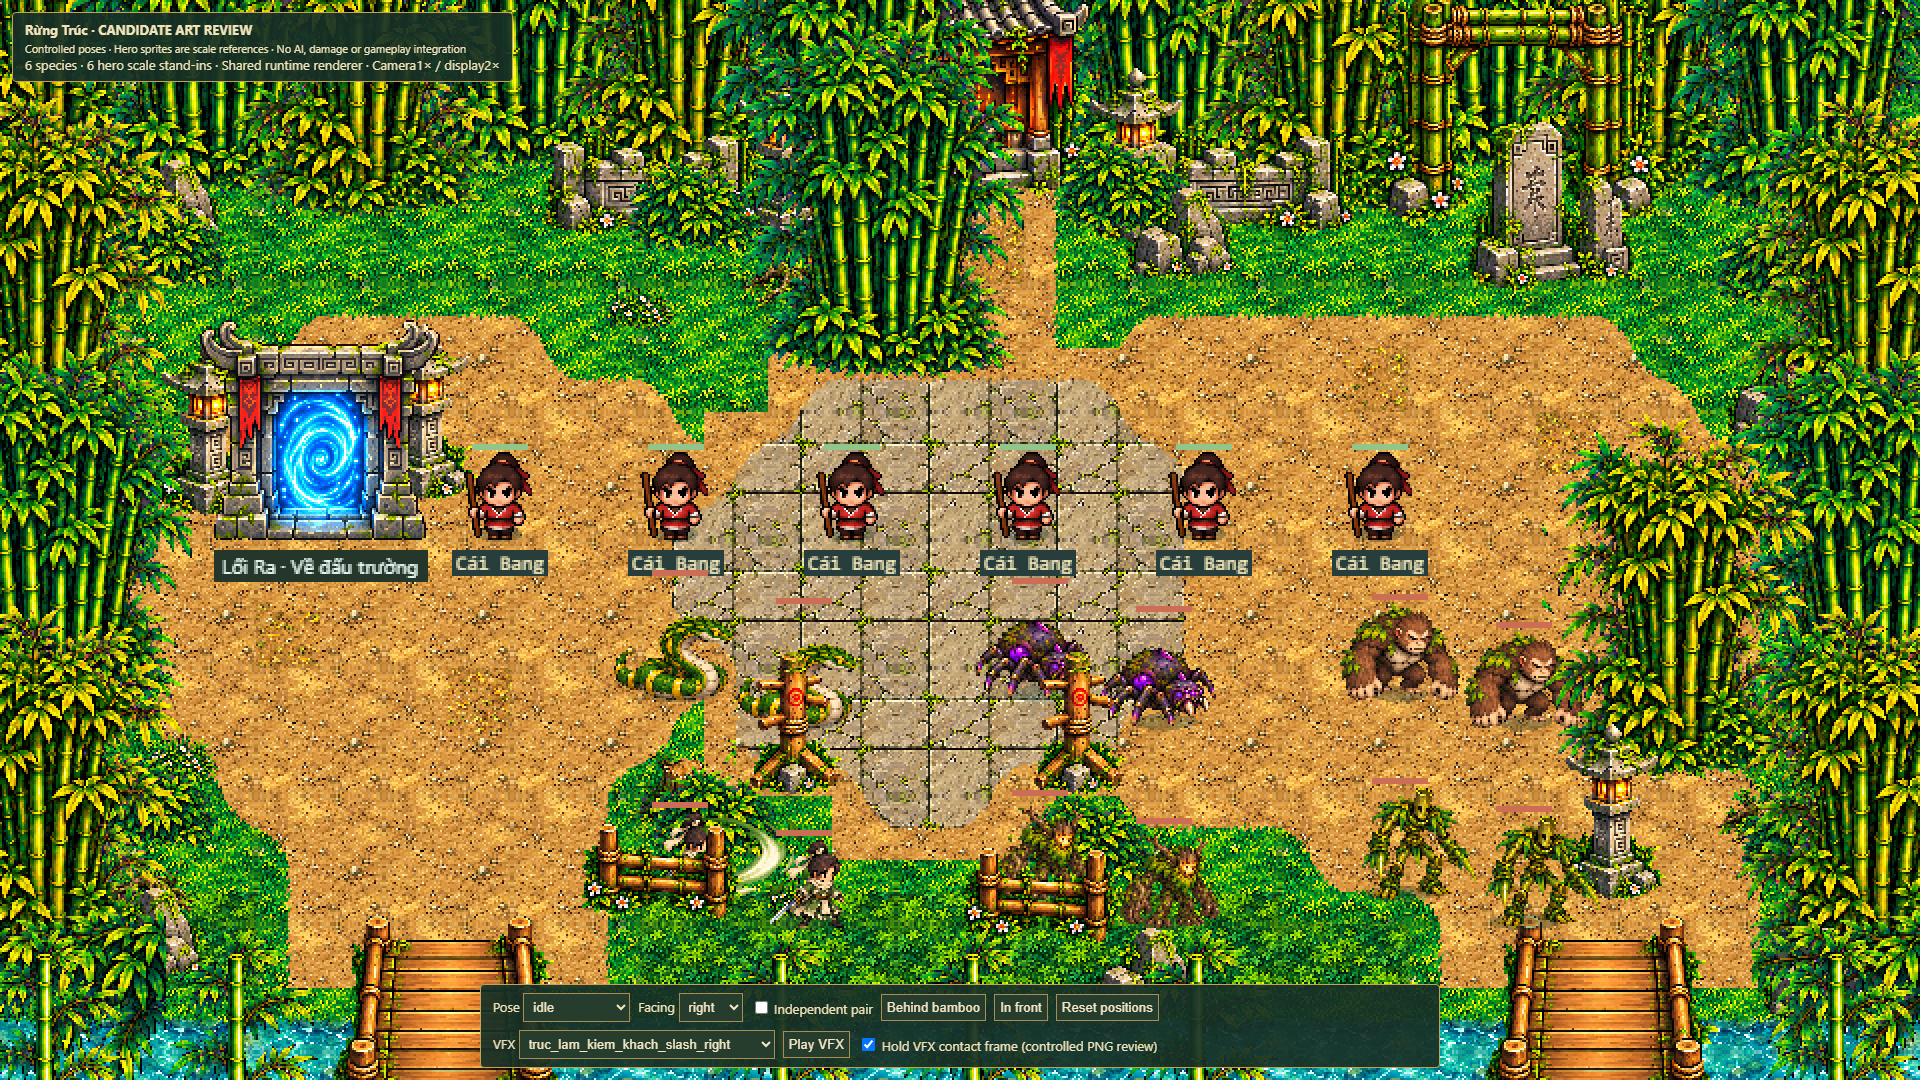 Rừng Trúc · CANDIDATE ART REVIEW
Controlled poses · Hero sprites are scale references · No AI, damage or gameplay integration
6 species · 6 hero scale stand-ins · Shared runtime renderer · Camera1× / display2×
Lối Ra - Về đấu trường
Cái Bang
Cái Bang
Cái Bang
Cái Bang
Cái Bang
Cái Bang
Pose idle Facing right Independent pair Behind bamboo In front Reset positions
VFX truc_lam_kiem_khach_slash_right Play VFX Hold VFX contact frame (controlled PNG review)